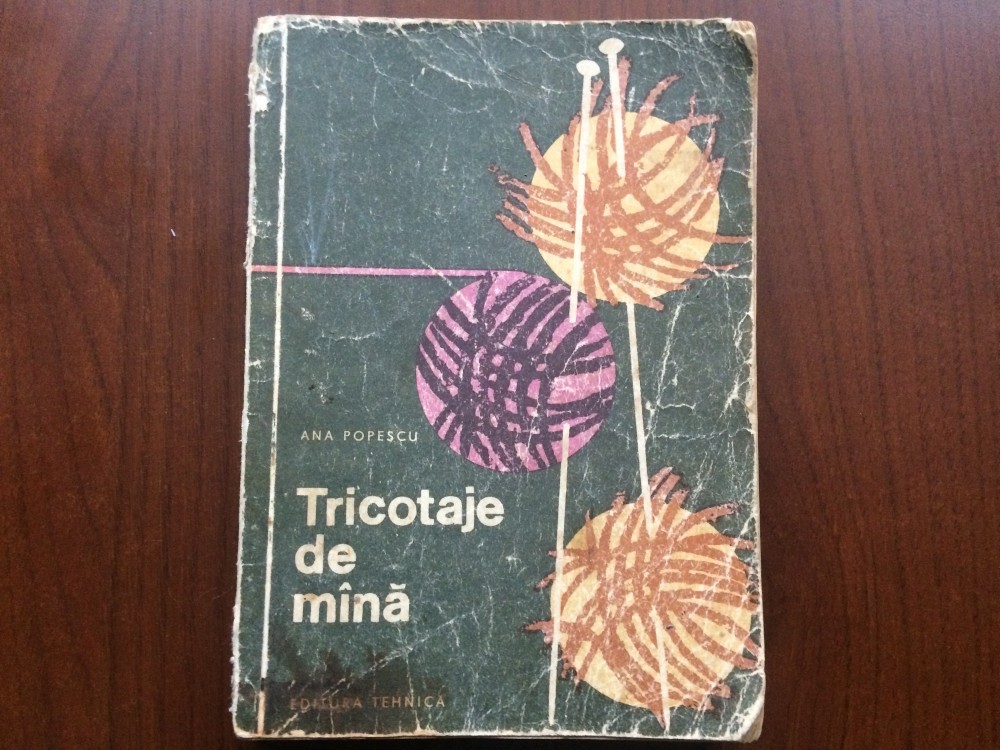 ANA POPESCU
Tricotaje
de
mînă
EDITURA TEHNICĂ